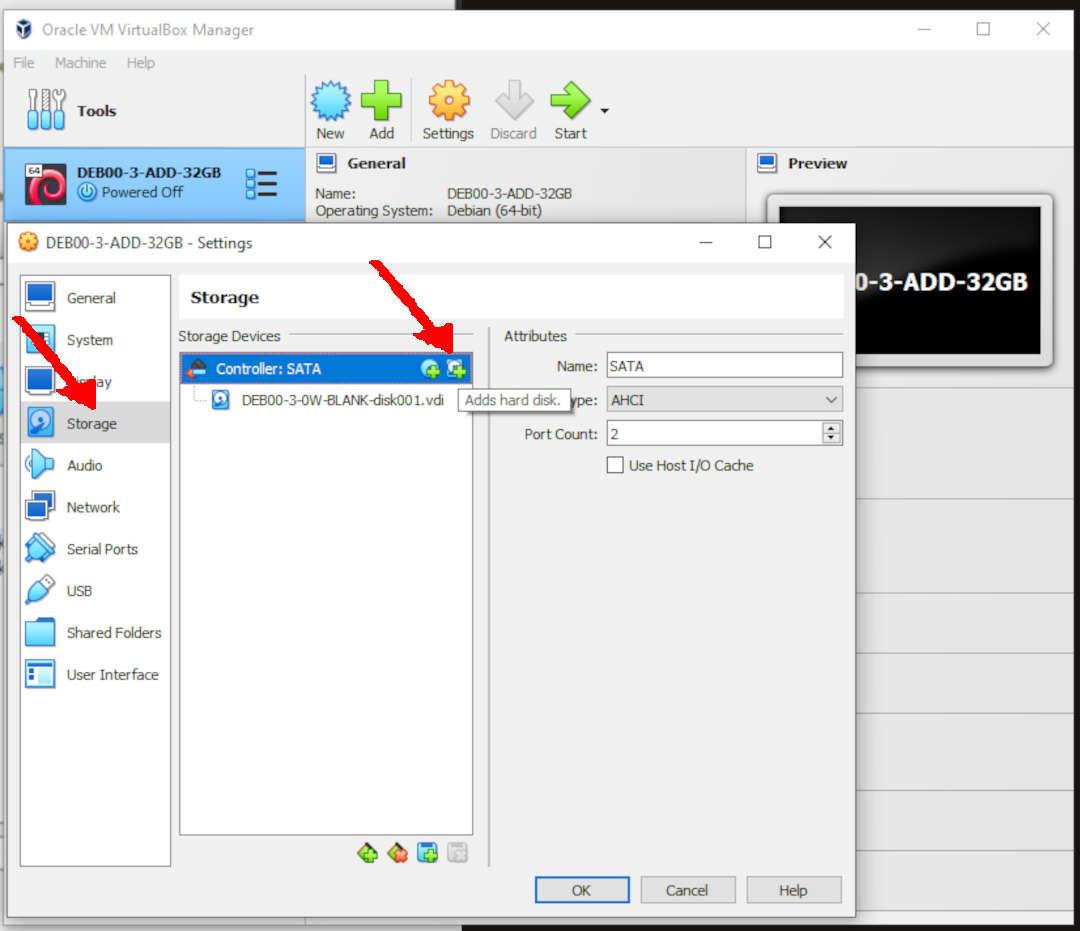 Oracle VM VirtualBox Manager
File Machine Help
Tools
New Add Settings Discard Start
64
DEB00-3-ADD-32GB
Powered Off
General
Name: DEB00-3-ADD-32GB
Operating System: Debian (64-bit)
Preview
0-3-ADD-32GB
DEB00-3-ADD-32GB - Settings
General
System
Display
Storage
Audio
Network
Serial Ports
USB
Shared Folders
User Interface
Storage
Storage Devices
Controller: SATA
DEB00-3-0W-BLANK-disk001.vdi
Adds hard disk.
Attributes
Name: SATA
ype: AHCI
Port Count: 2
Use Host I/O Cache
OK Cancel Help